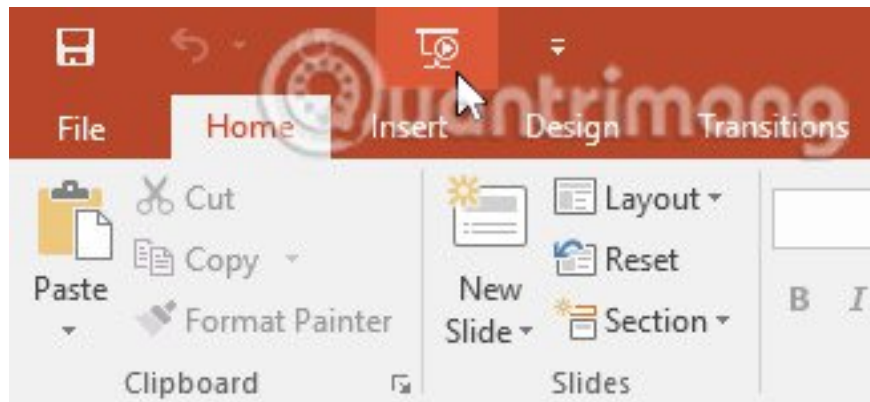 Quantrimang
File Home Insert Design Transitions
Cut
Copy
Format Painter
Paste
Clipboard
New
Slide
Layout
Reset
Section
Slides
B I